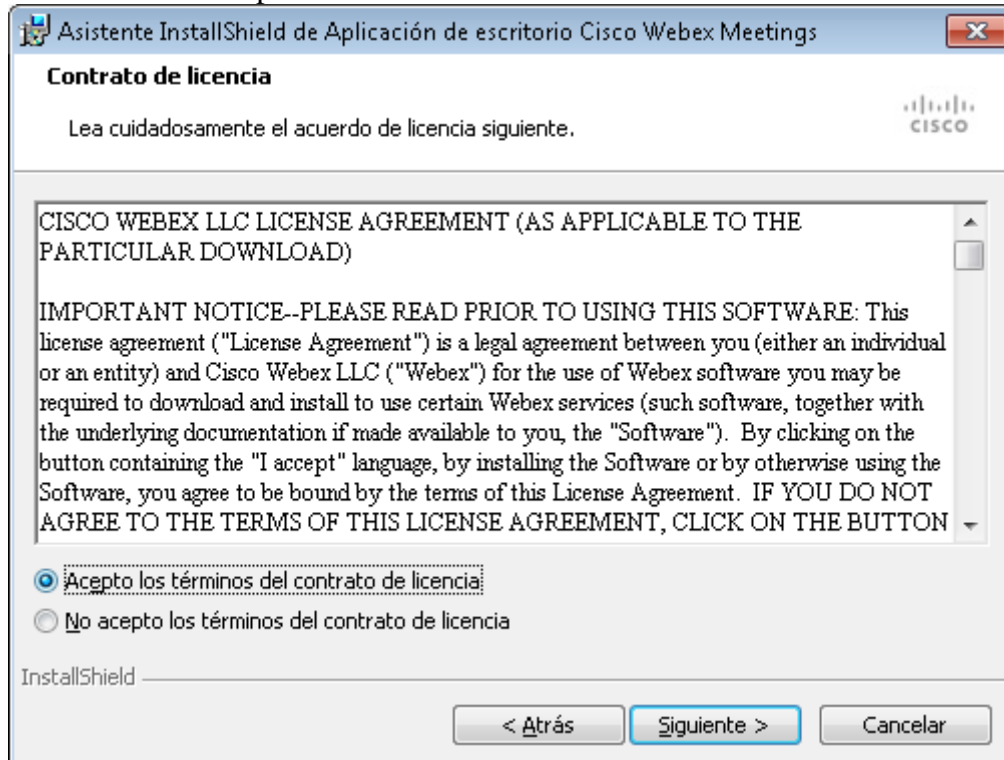 Asistente InstallShield de Aplicación de escritorio Cisco Webex Meetings
Contrato de licencia
Lea cuidadosamente el acuerdo de licencia siguiente.
CISCO
CISCO WEBEX LLC LICENSE AGREEMENT (AS APPLICABLE TO THE
PARTICULAR DOWNLOAD)
IMPORTANT NOTICE--PLEASE READ PRIOR TO USING THIS SOFTWARE: This
license agreement ("License Agreement") is a legal agreement between you (either an individual
or an entity) and Cisco Webex LLC ("Webex") for the use of Webex software you may be
required to download and install to use certain Webex services (such software, together with
the underlying documentation if made available to you, the "Software").  By clicking on the
button containing the "I accept" language, by installing the Software or by otherwise using the
Software, you agree to be bound by the terms of this License Agreement.  IF YOU DO NOT
AGREE TO THE TERMS OF THIS LICENSE AGREEMENT, CLICK ON THE BUTTON
Acepto los términos del contrato de licencia
No acepto los términos del contrato de licencia
InstallShield
< Atrás
Siguiente >
Cancelar